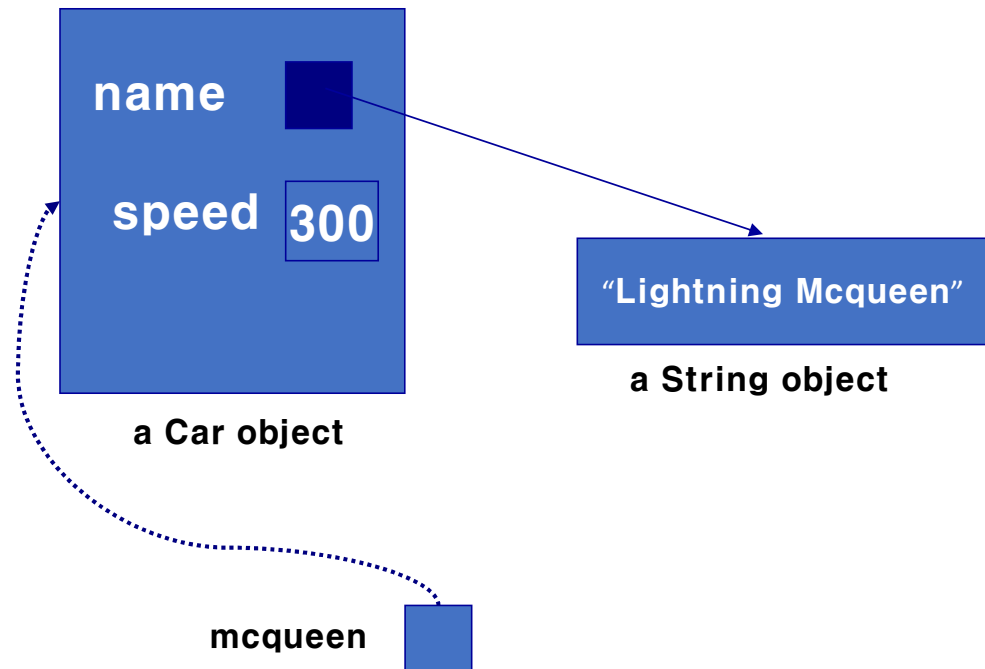 name
speed 300
“Lightning Mcqueen”
a String object
a Car object
mcqueen